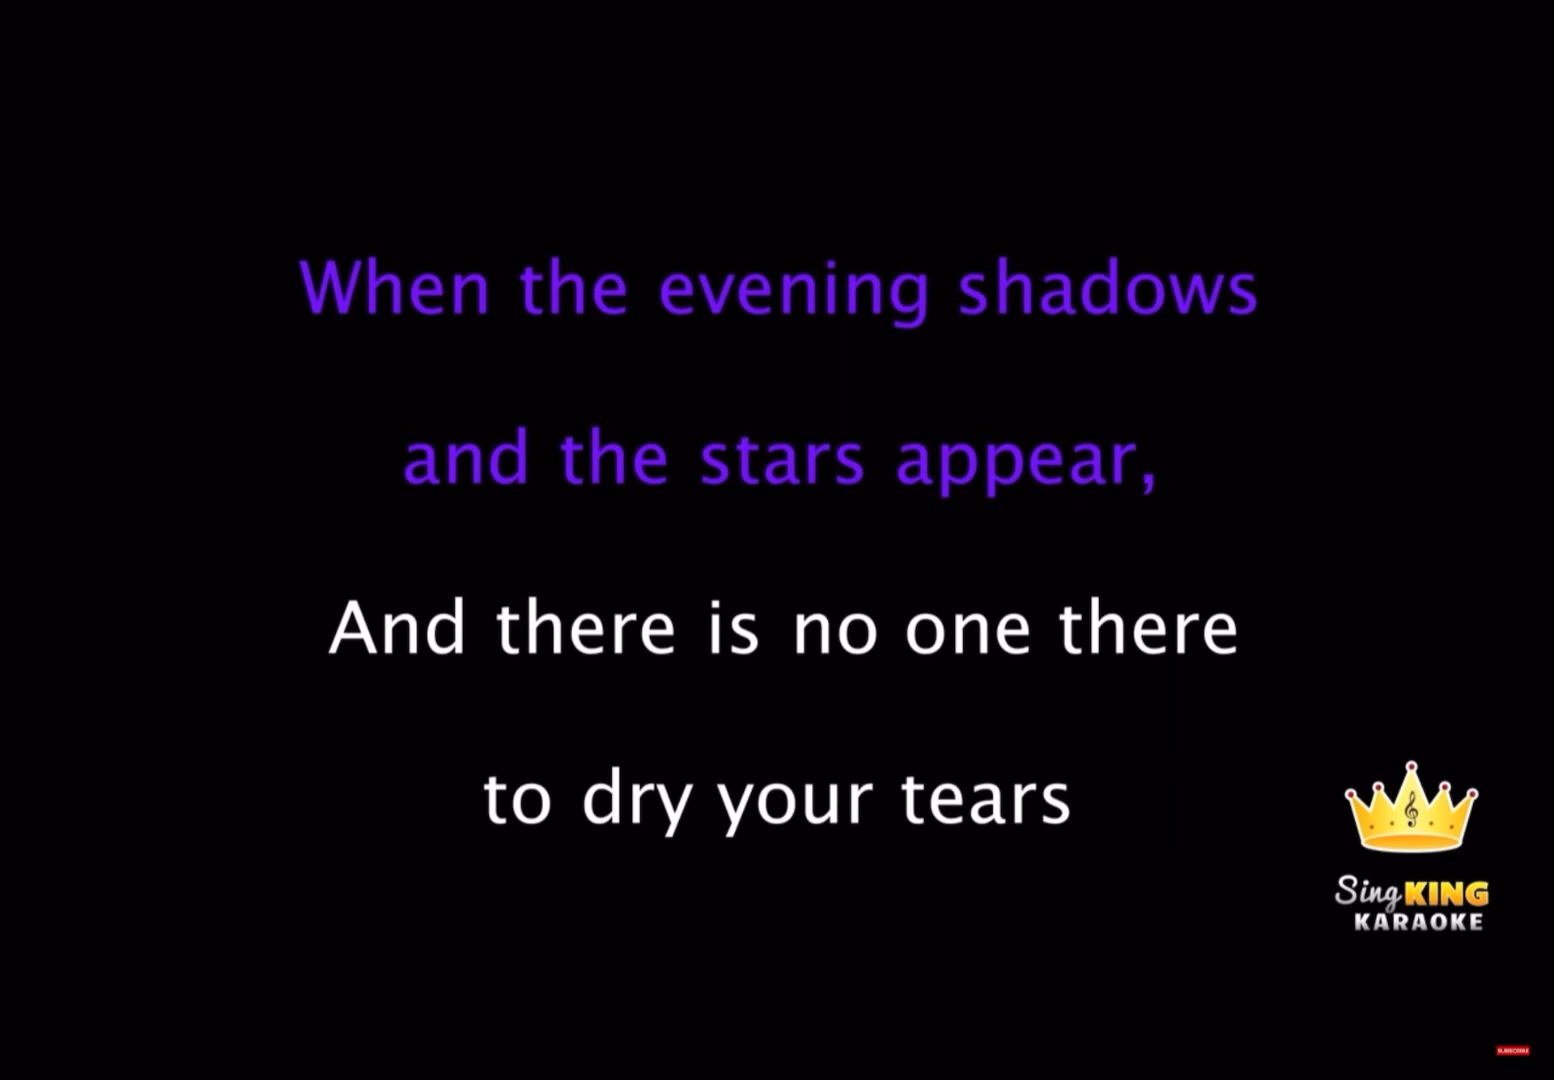 When the evening shadows
and the stars appear,
And there is no one there
to dry your tears
Sing KING
KARAOKE
SUBSCRIBE